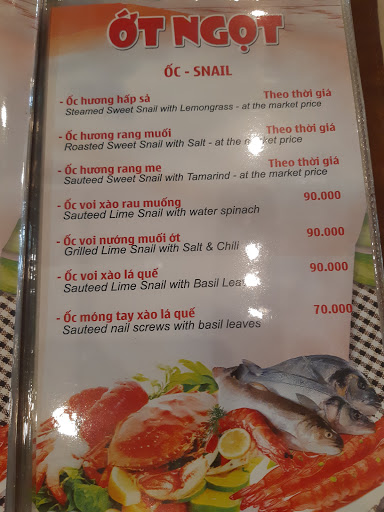 ỚT NGỌT
ỐC - SNAIL
- Ốc hương hấp sả Theo thời giá
Steamed Sweet Snail with Lemongrass - at the market price
- Ốc hương rang muối Theo thời giá
Roasted Sweet Snail with Salt - at the market price
- Ốc hương rang me Theo thời giá
Sauteed Sweet Snail with Tamarind - at the market price
- Ốc voi xào rau muống 90.000
Sauteed Lime Snail with water spinach
- Ốc voi nướng muối ớt 90.000
Grilled Lime Snail with Salt & Chili
- Ốc voi xào lá quế 90.000
Sauteed Lime Snail with Basil Leaves
- Ốc móng tay xào lá quế 70.000
Sauteed nail screws with basil leaves